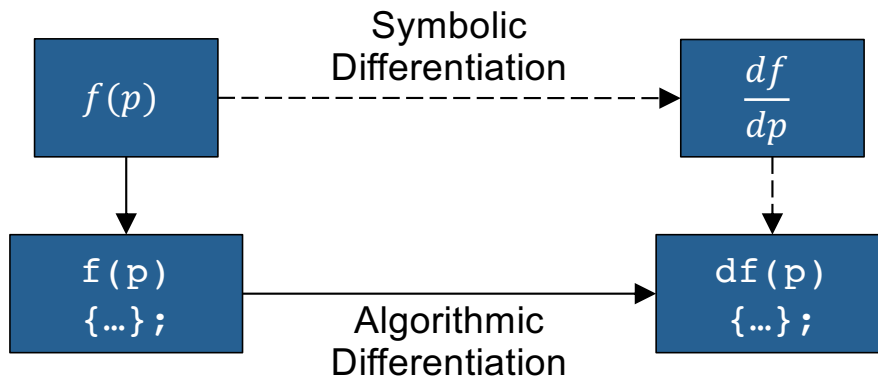 Symbolic
Differentiation
f(p)
df
dp
f(p)
{…};
df(p)
{…};
Algorithmic
Differentiation